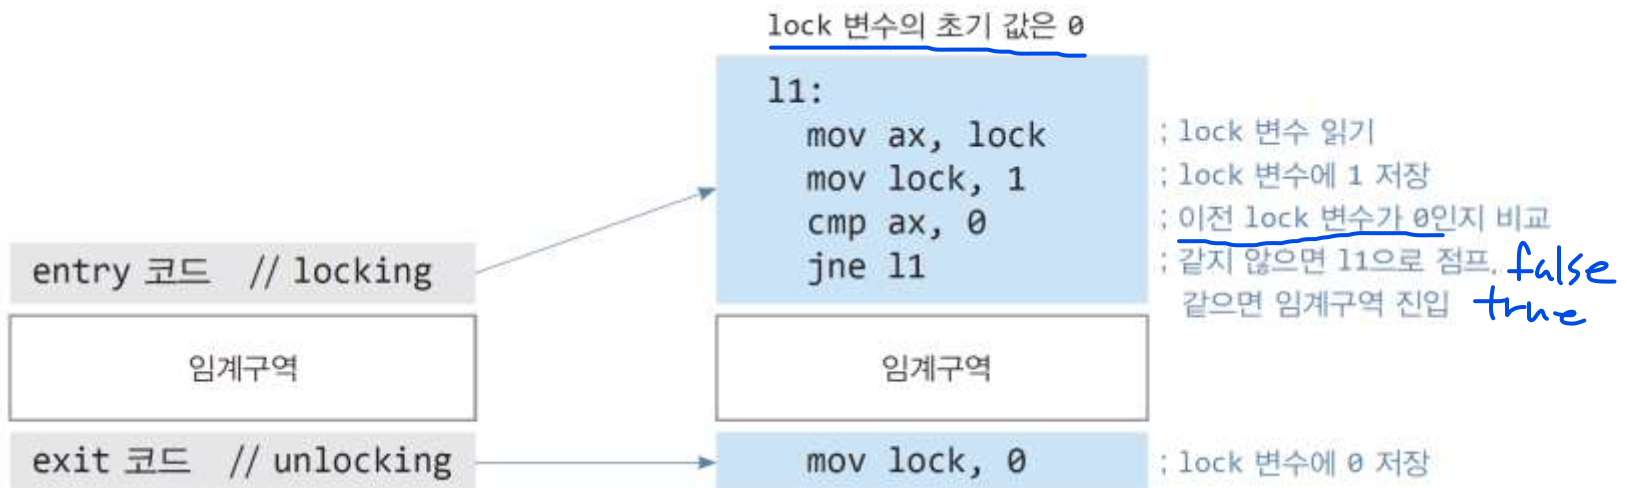 lock 변수의 초기 값은 0
l1:
mov ax, lock ; lock 변수 읽기
mov lock, 1 ; lock 변수에 1 저장
cmp ax, 0 ; 이전 lock 변수가 0인지 비교
entry 코드 // locking
jne l1 ; 같지 않으면 l1으로 점프, false
같으면 임계구역 진입 true
임계구역
임계구역
exit 코드 // unlocking
mov lock, 0 ; lock 변수에 0 저장